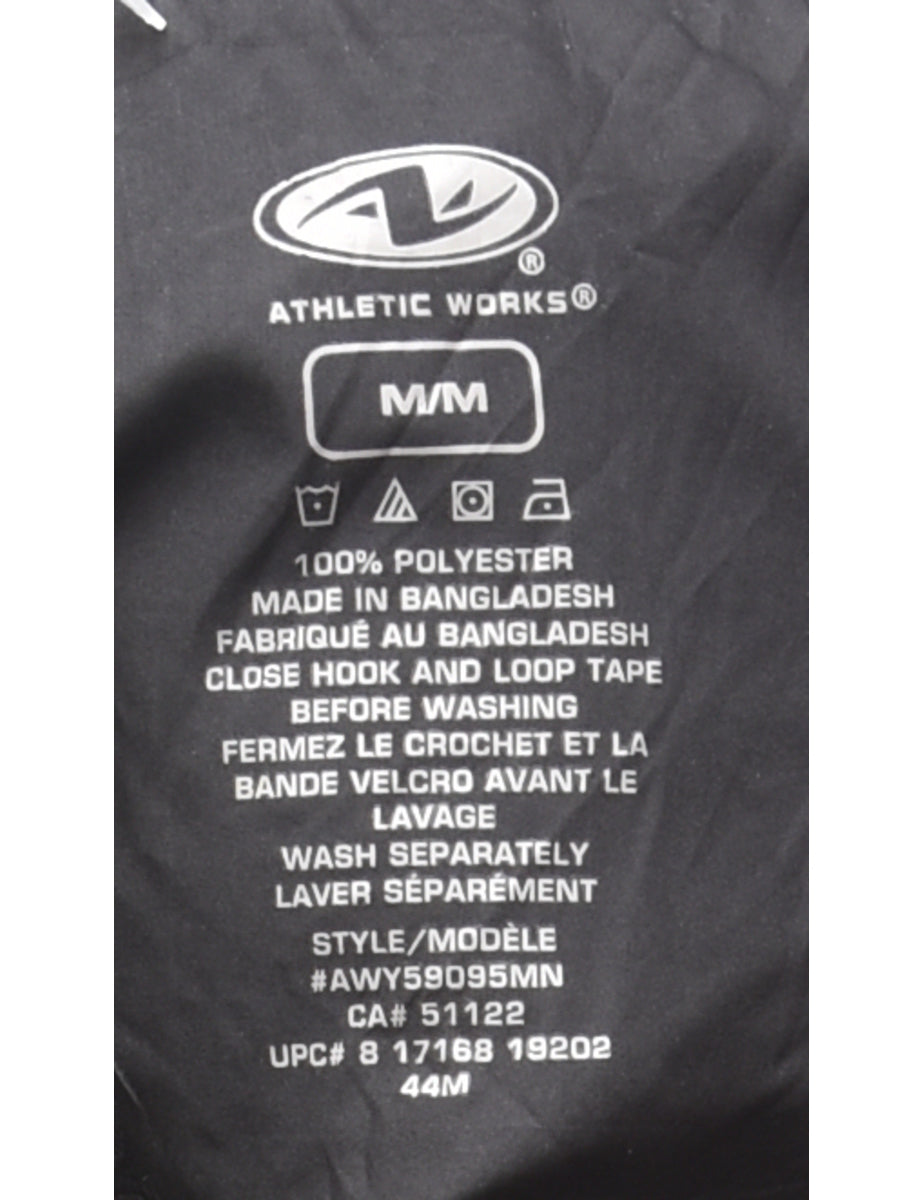 ®
ATHLETIC WORKS®
M/M
100% POLYESTER
MADE IN BANGLADESH
FABRIQUÉ AU BANGLADESH
CLOSE HOOK AND LOOP TAPE
BEFORE WASHING
FERMEZ LE CROCHET ET LA
BANDE VELCRO AVANT LE
LAVAGE
WASH SEPARATELY
LAVER SÉPARÉMENT
STYLE/MODÈLE
#AWY59095MN
CA# 51122
UPC# 8 17168 19202
44M